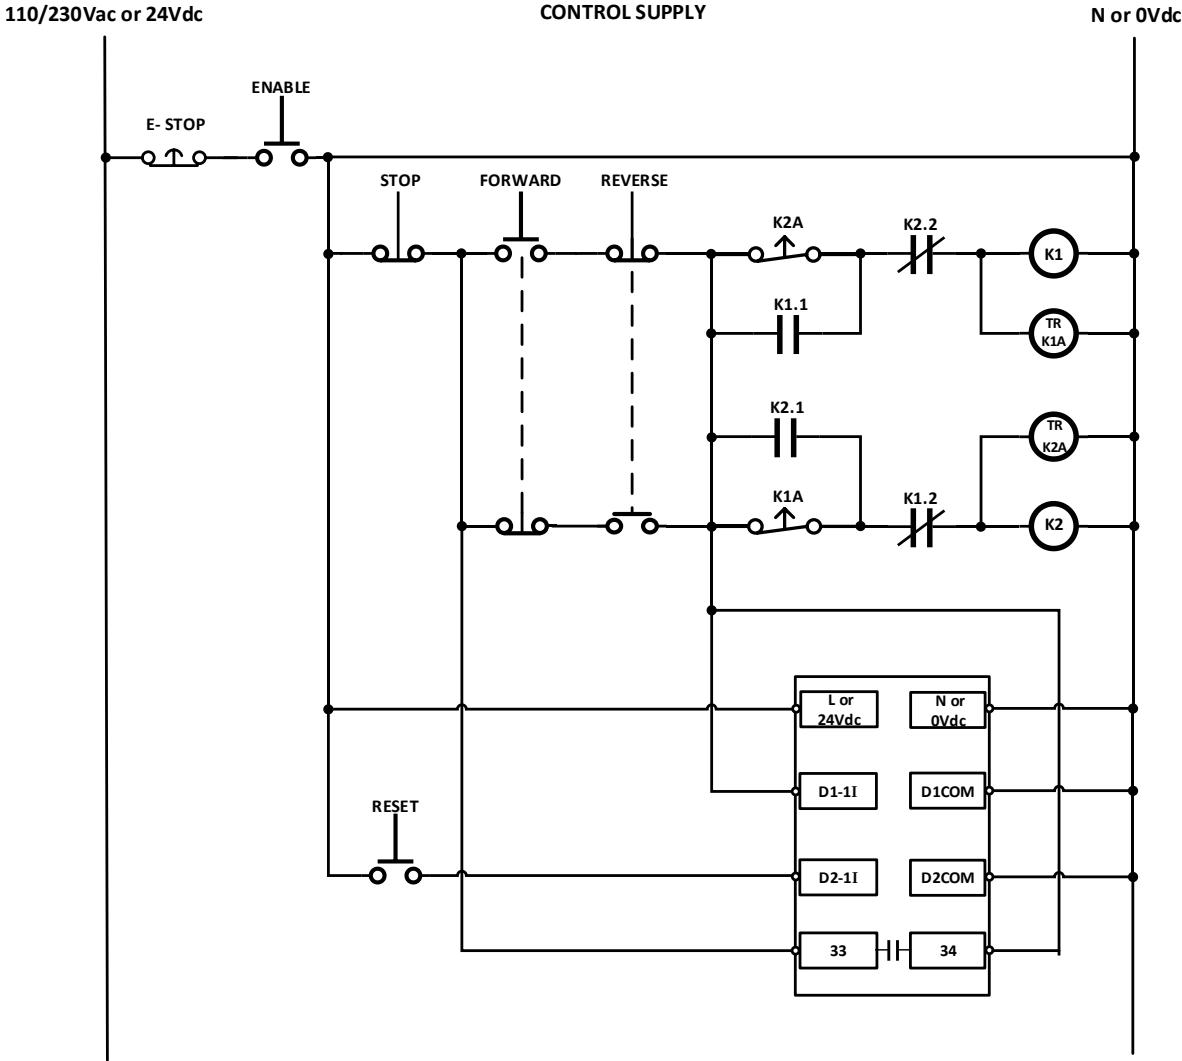 110/230Vac or 24Vdc
CONTROL SUPPLY
N or 0Vdc
ENABLE
E- STOP
STOP
FORWARD
REVERSE
K2A
K2.2
K1
K1.1
TR
K1A
K2.1
TR
K2A
K1A
K1.2
K2
L or
24Vdc
N or
0Vdc
D1-1I
D1COM
RESET
D2-1I
D2COM
33
34